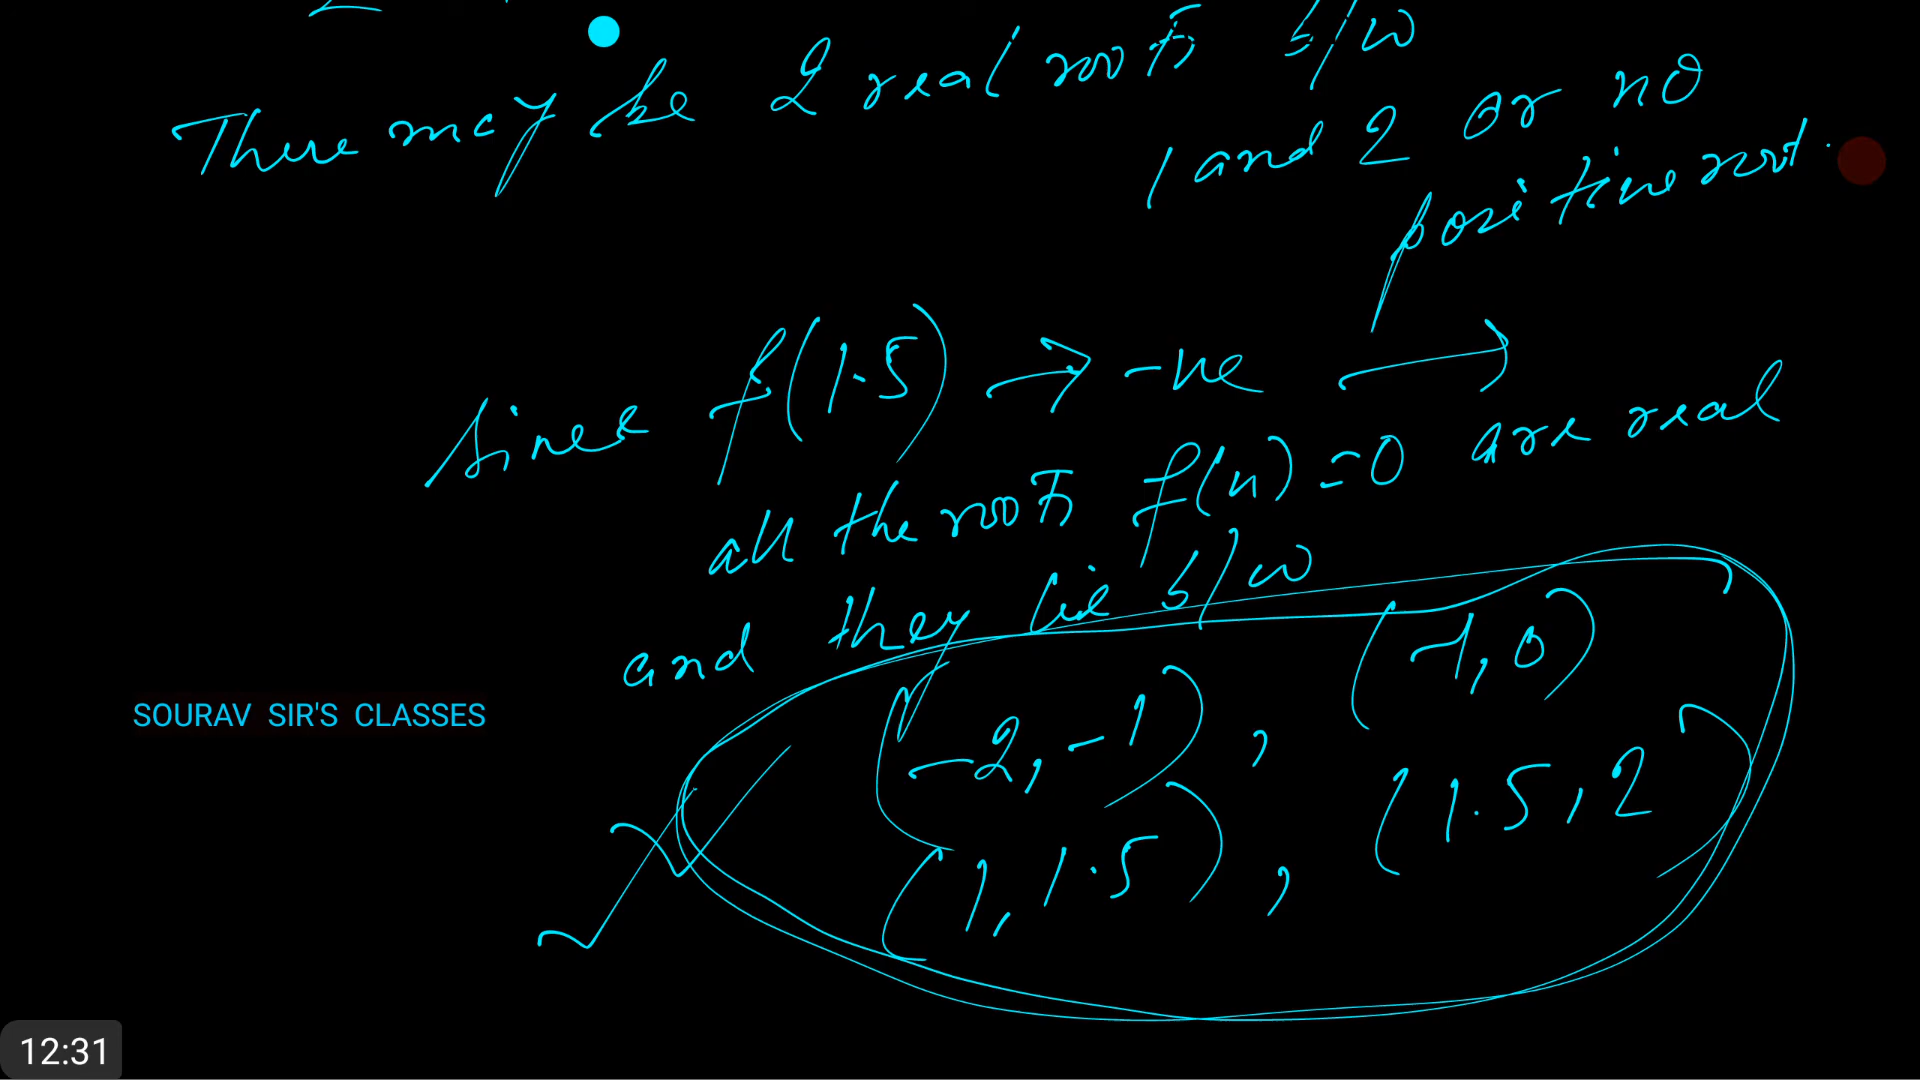 There may be 2 real roots b/w
1 and 2 or no
positive root.
Since f(1.5) → -ve →
all the roots f(x)=0 are real
and they lie b/w
(-2, -1), (-1, 0)
(1, 1.5), (1.5, 2)
SOURAV SIR'S CLASSES
12:31